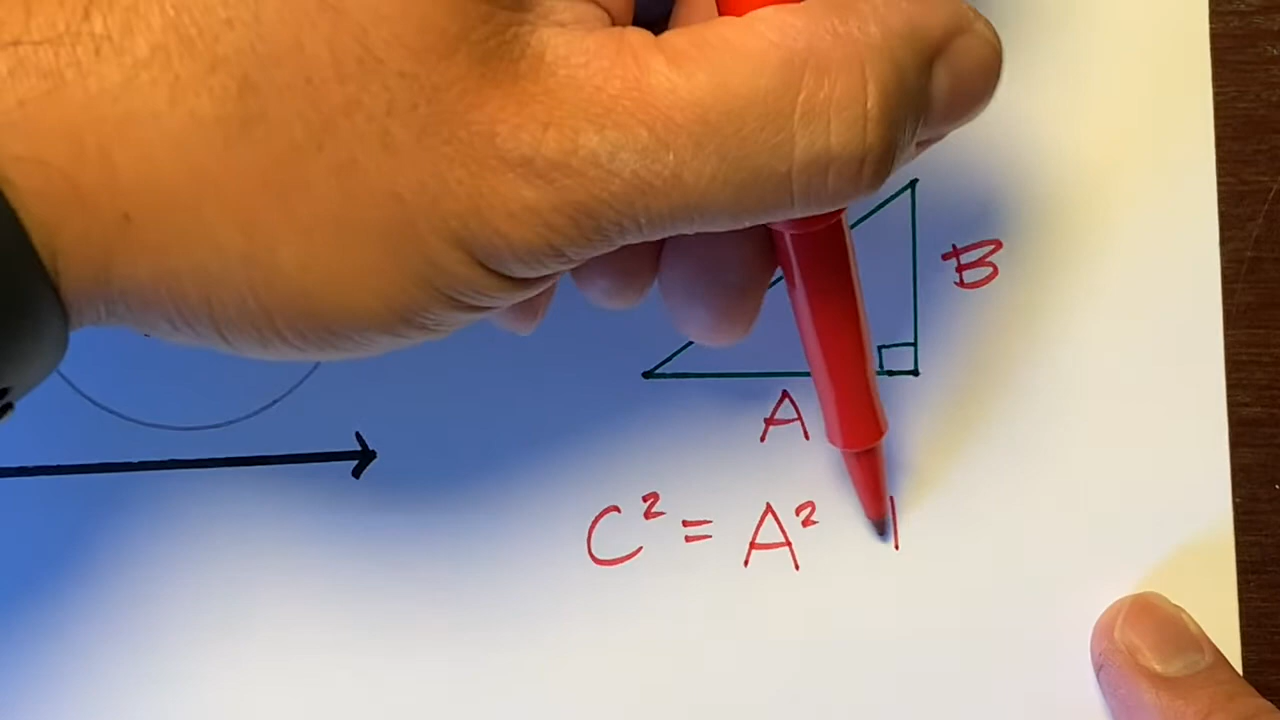 B
A
C² = A² |